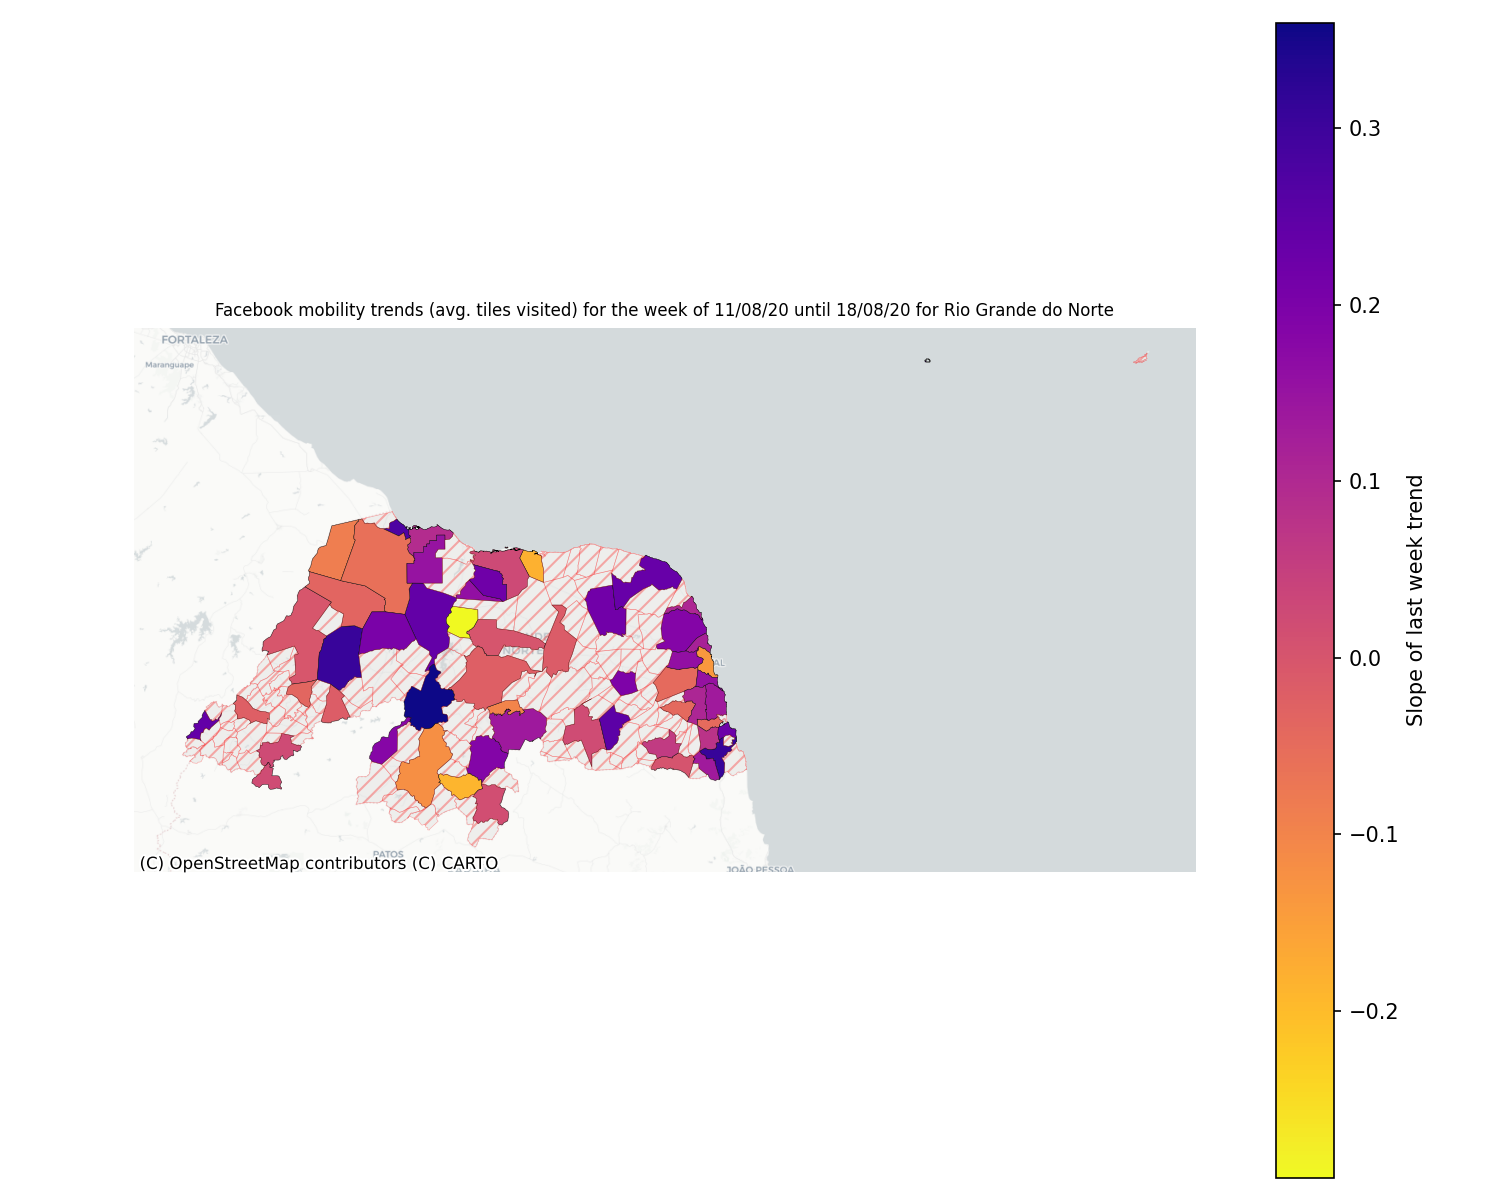 Facebook mobility trends (avg. tiles visited) for the week of 11/08/20 until 18/08/20 for Rio Grande do Norte
FORTALEZA
Maranguape
NORTE
PATOS
(C) OpenStreetMap contributors (C) CARTO
JOÃO PESSOA
0.3
0.2
0.1
0.0
−0.1
−0.2
Slope of last week trend